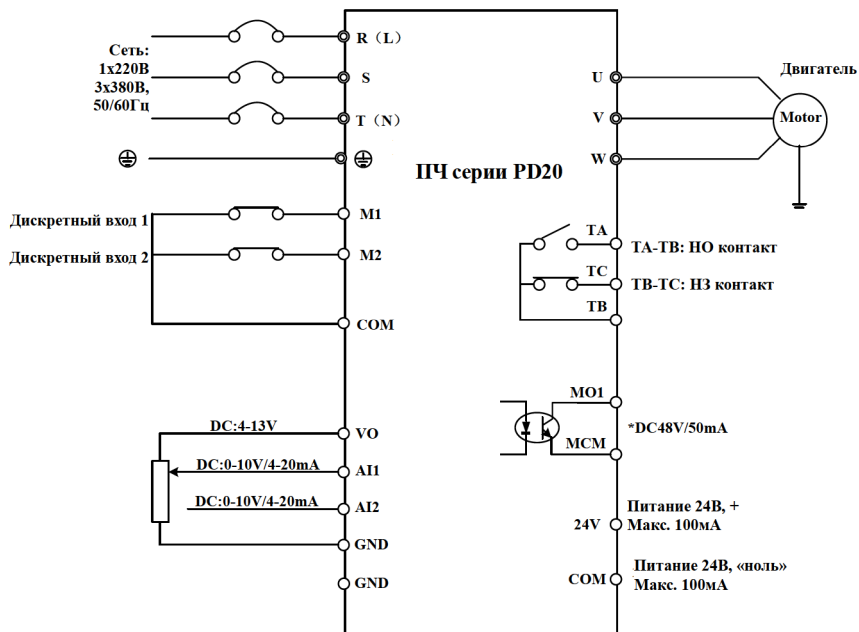 Сеть:
1x220В
3x380В,
50/60Гц
R（L）
S
T（N）
ПЧ серии PD20
U
V
W
Двигатель
Motor
Дискретный вход 1
M1
Дискретный вход 2
M2
COM
TA
TA-TB: НО контакт
TC
TB-TC: НЗ контакт
TB
DC:4-13V
VO
DC:0-10V/4-20mA
AI1
DC:0-10V/4-20mA
AI2
GND
GND
MO1
*DC48V/50mA
MCM
24V
Питание 24В, +
Макс. 100мА
COM
Питание 24В, «ноль»
Макс. 100мА